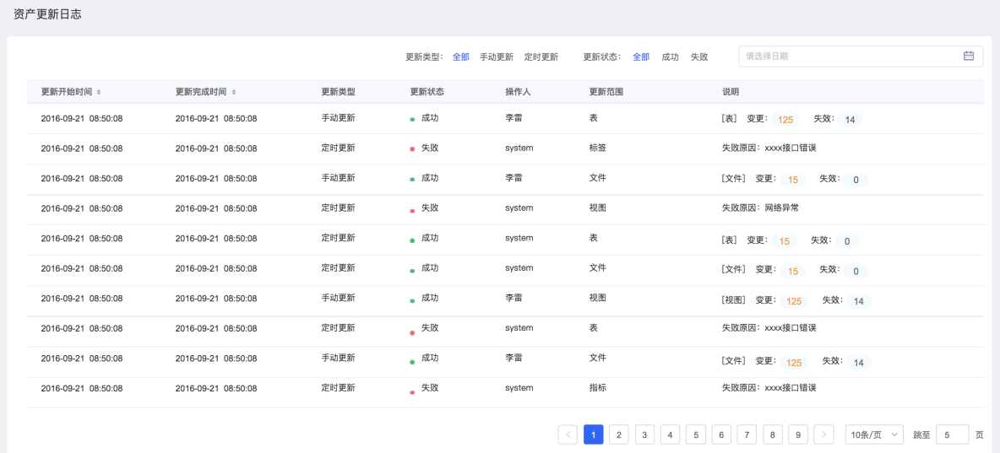 资产更新日志
更新类型： 全部 手动更新 定时更新 更新状态： 全部 成功 失败 请选择日期
更新开始时间 更新完成时间 更新类型 更新状态 操作人 更新范围 说明
2016-09-21 08:50:08 2016-09-21 08:50:08 手动更新 成功 李雷 表 [表] 变更： 125 失效： 14
2016-09-21 08:50:08 2016-09-21 08:50:08 定时更新 失败 system 标签 失败原因：xxxx接口错误
2016-09-21 08:50:08 2016-09-21 08:50:08 手动更新 成功 李雷 文件 [文件] 变更： 15 失效： 0
2016-09-21 08:50:08 2016-09-21 08:50:08 定时更新 失败 system 视图 失败原因：网络异常
2016-09-21 08:50:08 2016-09-21 08:50:08 定时更新 成功 system 表 [表] 变更： 15 失效： 0
2016-09-21 08:50:08 2016-09-21 08:50:08 定时更新 成功 system 文件 [文件] 变更： 15 失效： 0
2016-09-21 08:50:08 2016-09-21 08:50:08 手动更新 成功 李雷 视图 [视图] 变更： 125 失效： 14
2016-09-21 08:50:08 2016-09-21 08:50:08 定时更新 失败 system 表 失败原因：xxxx接口错误
2016-09-21 08:50:08 2016-09-21 08:50:08 手动更新 成功 李雷 文件 [文件] 变更： 125 失效： 14
2016-09-21 08:50:08 2016-09-21 08:50:08 定时更新 失败 system 指标 失败原因：xxxx接口错误
1 2 3 4 5 6 7 8 9 10条/页 跳至 5 页